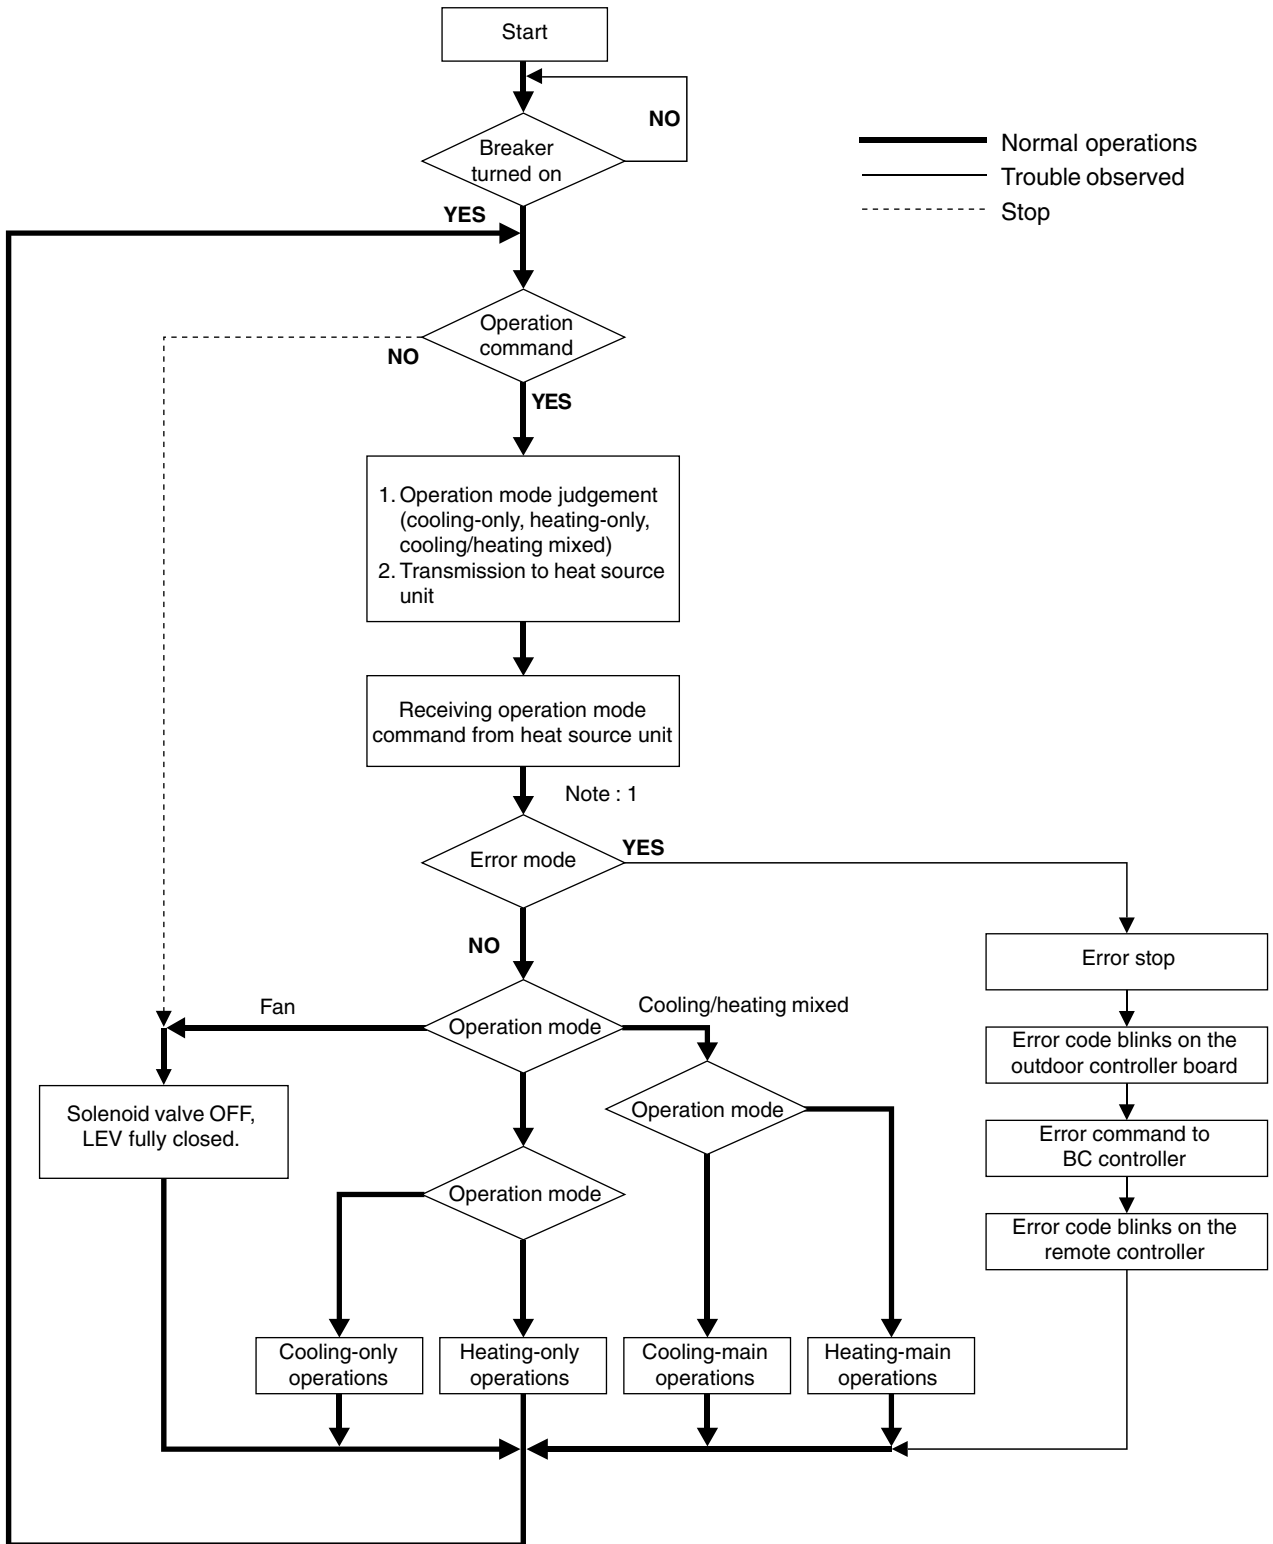 Start
NO
Breaker
turned on
Normal operations
Trouble observed
Stop
YES
Operation
command
NO
YES
1. Operation mode judgement
(cooling-only, heating-only,
cooling/heating mixed)
2. Transmission to heat source
unit
Receiving operation mode
command from heat source unit
Note : 1
Error mode
YES
NO
Error stop
Fan
Operation mode
Cooling/heating mixed
Error code blinks on the
outdoor controller board
Solenoid valve OFF,
LEV fully closed.
Operation mode
Error command to
BC controller
Operation mode
Error code blinks on the
remote controller
Cooling-only
operations
Heating-only
operations
Cooling-main
operations
Heating-main
operations